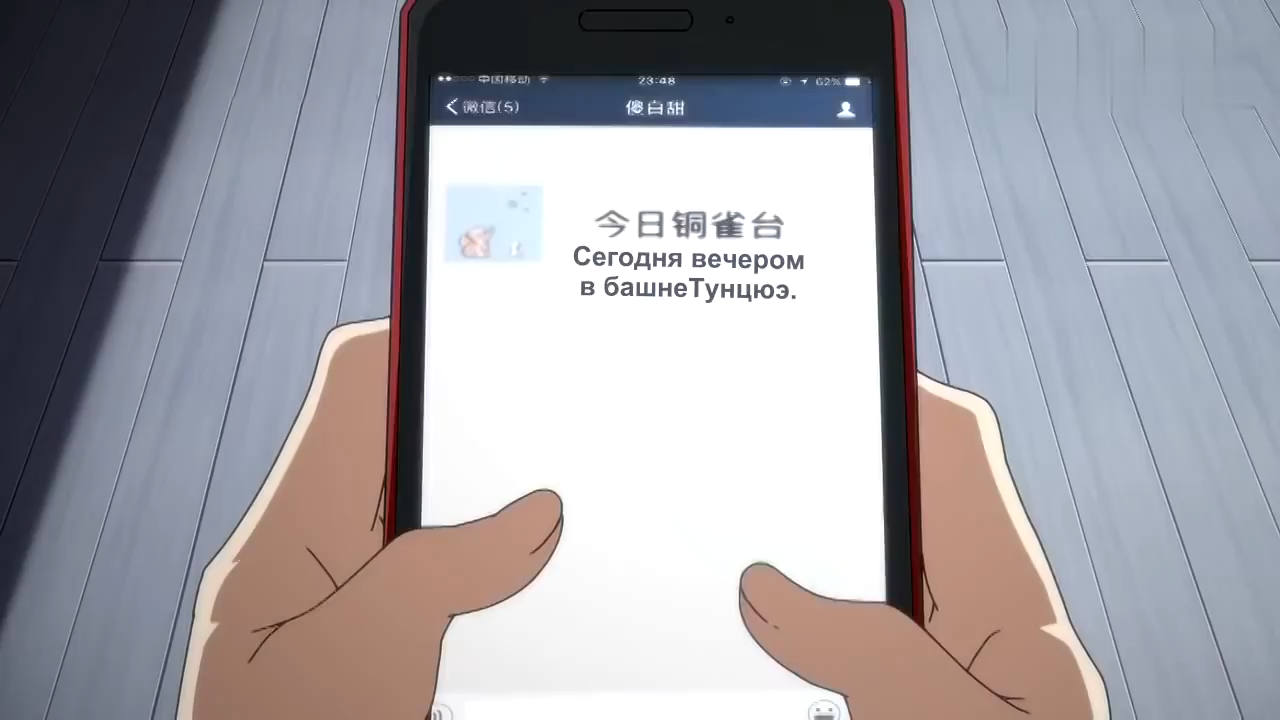 中国移动 23:48 62%
微信(5) 傻白甜
今日铜雀台
Сегодня вечером
в башнеТунцюэ.